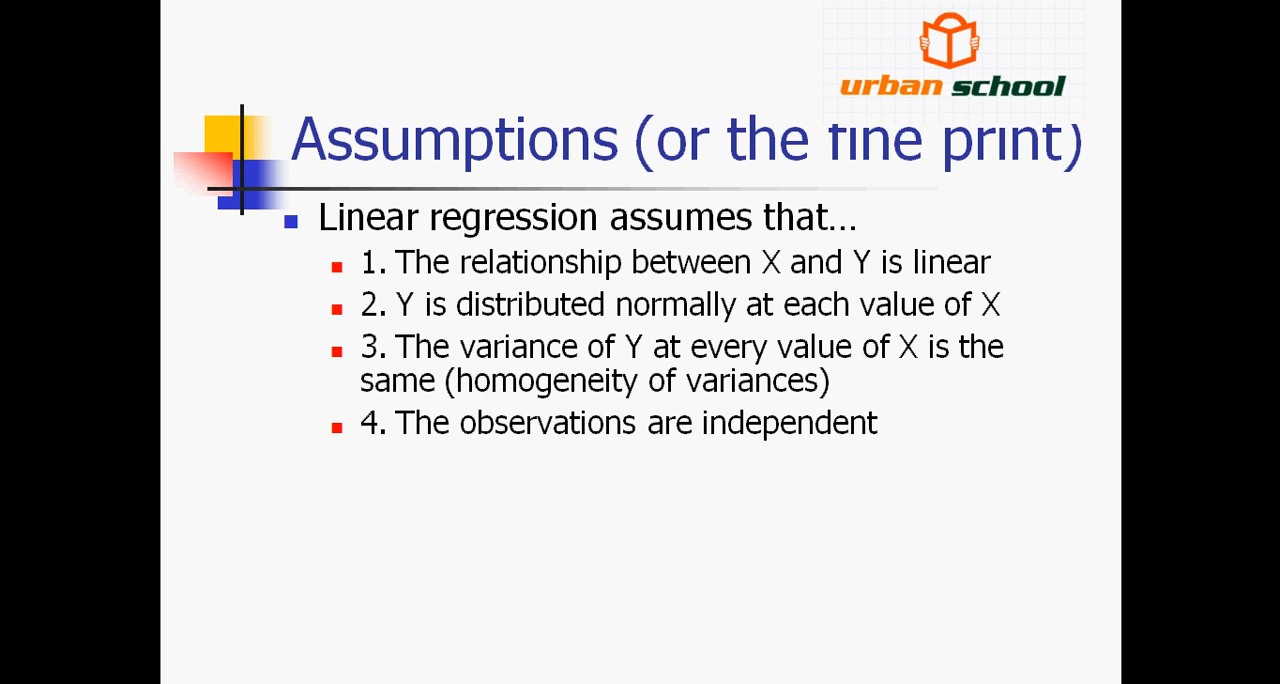 urban school
Assumptions (or the fine print)
Linear regression assumes that...
1. The relationship between X and Y is linear
2. Y is distributed normally at each value of X
3. The variance of Y at every value of X is the
same (homogeneity of variances)
4. The observations are independent